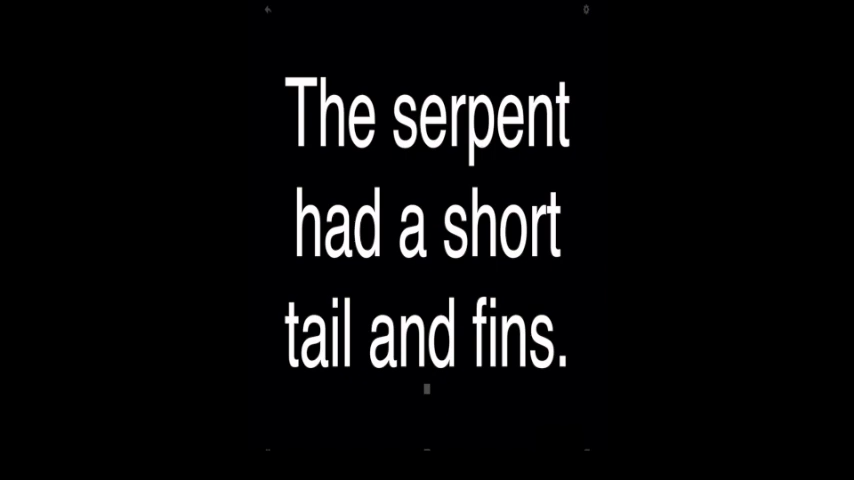 The serpent
had a short
tail and fins.